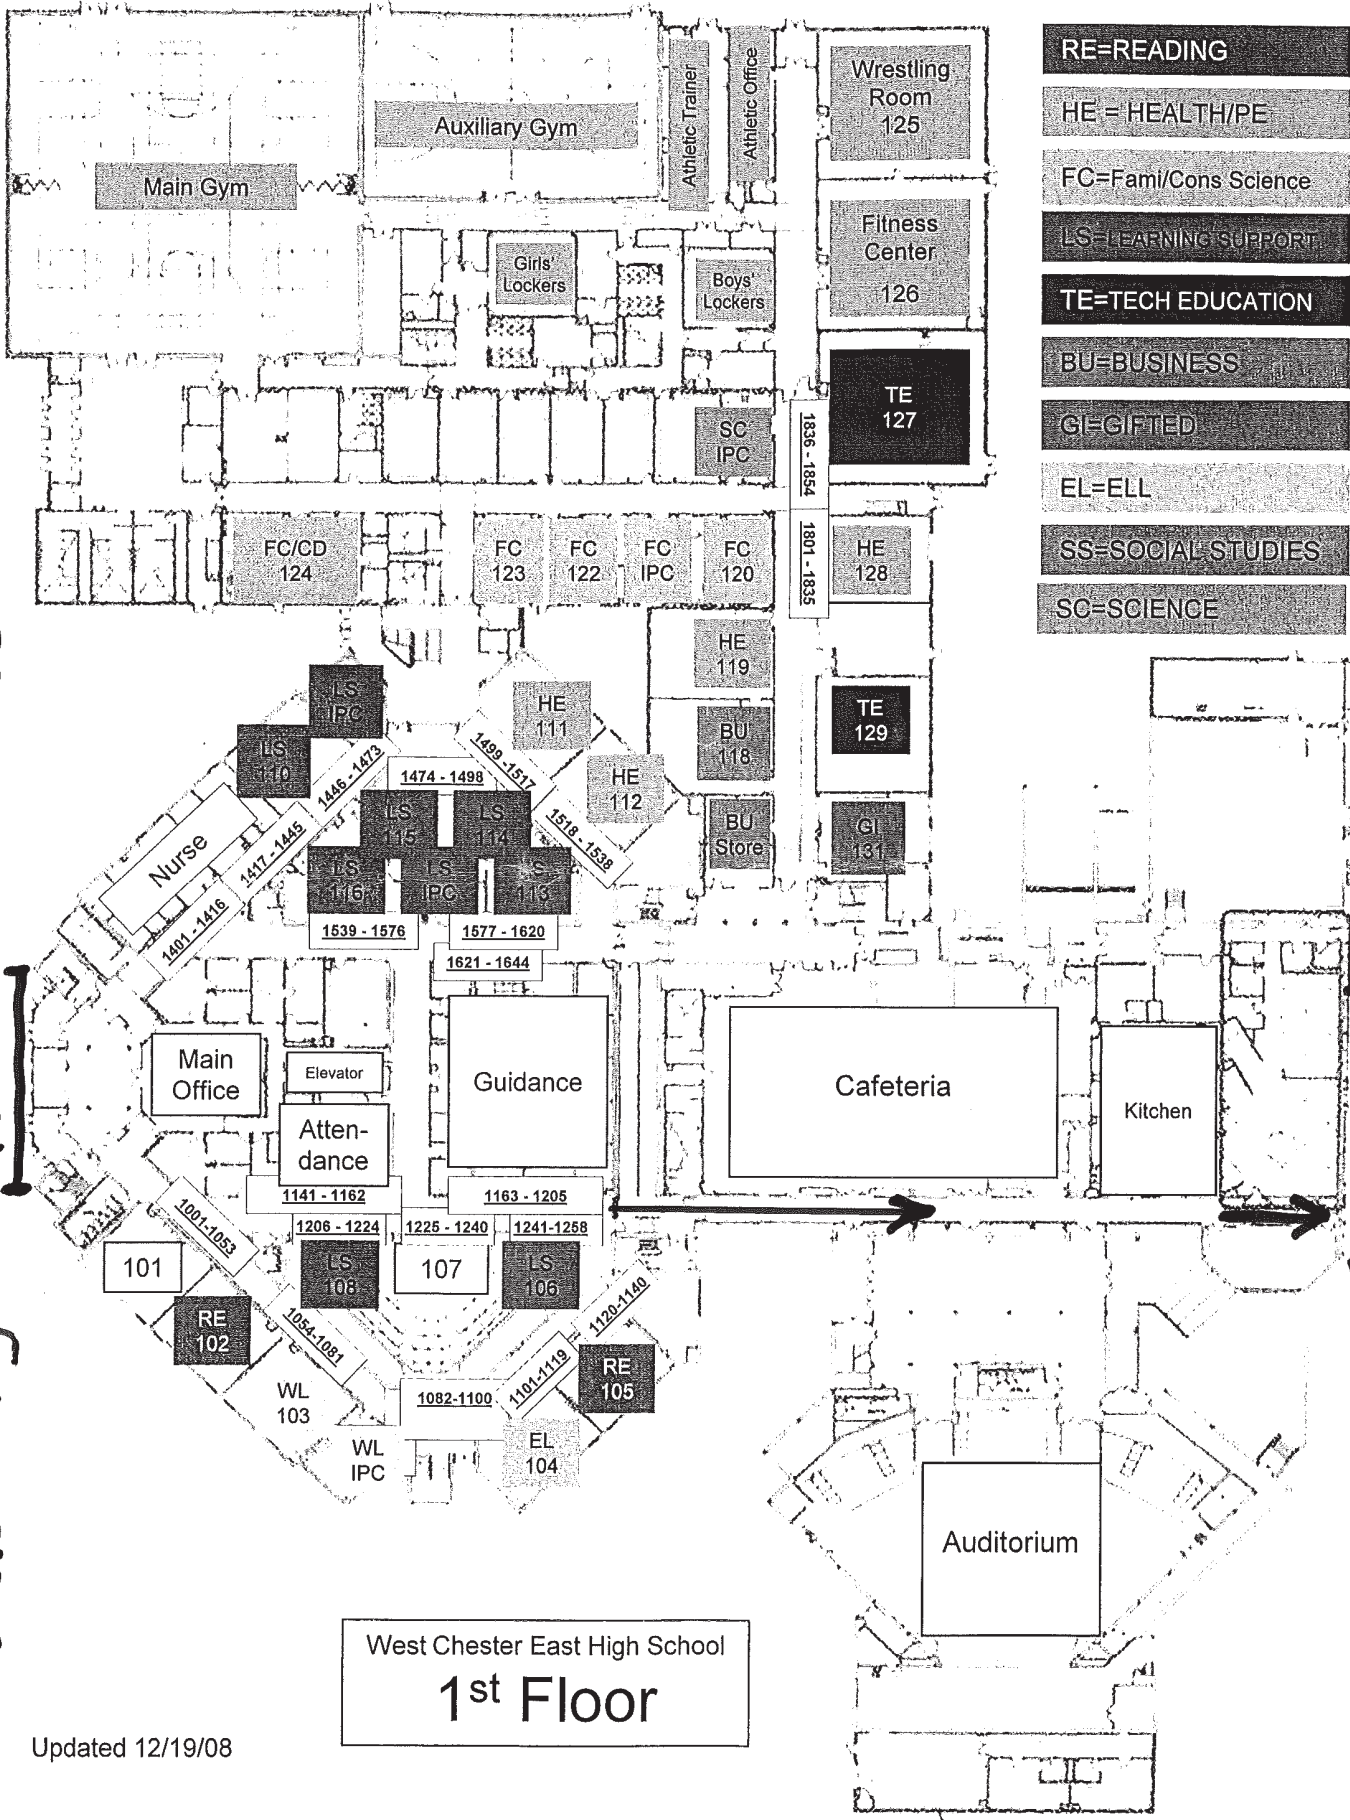 RE=READING
HE = HEALTH/PE
FC=Fami/Cons Science
LS=LEARNING SUPPORT
TE=TECH EDUCATION
BU=BUSINESS
GI=GIFTED
EL=ELL
SS=SOCIAL STUDIES
SC=SCIENCE
Main Gym
Auxiliary Gym
Athletic Trainer
Athletic Office
Wrestling
Room
125
Fitness
Center
126
Girls'
Lockers
Boys'
Lockers
TE
127
SC
IPC
1836 - 1854
1801 - 1835
FC/CD
124
FC
123
FC
122
FC
IPC
FC
120
HE
128
HE
119
TE
129
BU
118
BU
Store
GI
131
LS
IPC
LS
110
HE
111
HE
112
1446 - 1473
1474 - 1498
1499 -1517
1518 - 1538
1417 - 1445
1401 - 1416
Nurse
LS
115
LS
114
LS
116
LS
IPC
S
113
1539 - 1576
1577 - 1620
1621 - 1644
Main
Office
Elevator
Atten-
dance
Guidance
Cafeteria
Kitchen
1141 - 1162
1163 - 1205
1206 - 1224
1225 - 1240
1241-1258
1001-1053
101
RE
102
LS
108
107
LS
106
1054-1081
1120-1140
1101-1119
1082-1100
RE
105
WL
103
WL
IPC
EL
104
Auditorium
West Chester East High School
1st Floor
Updated 12/19/08